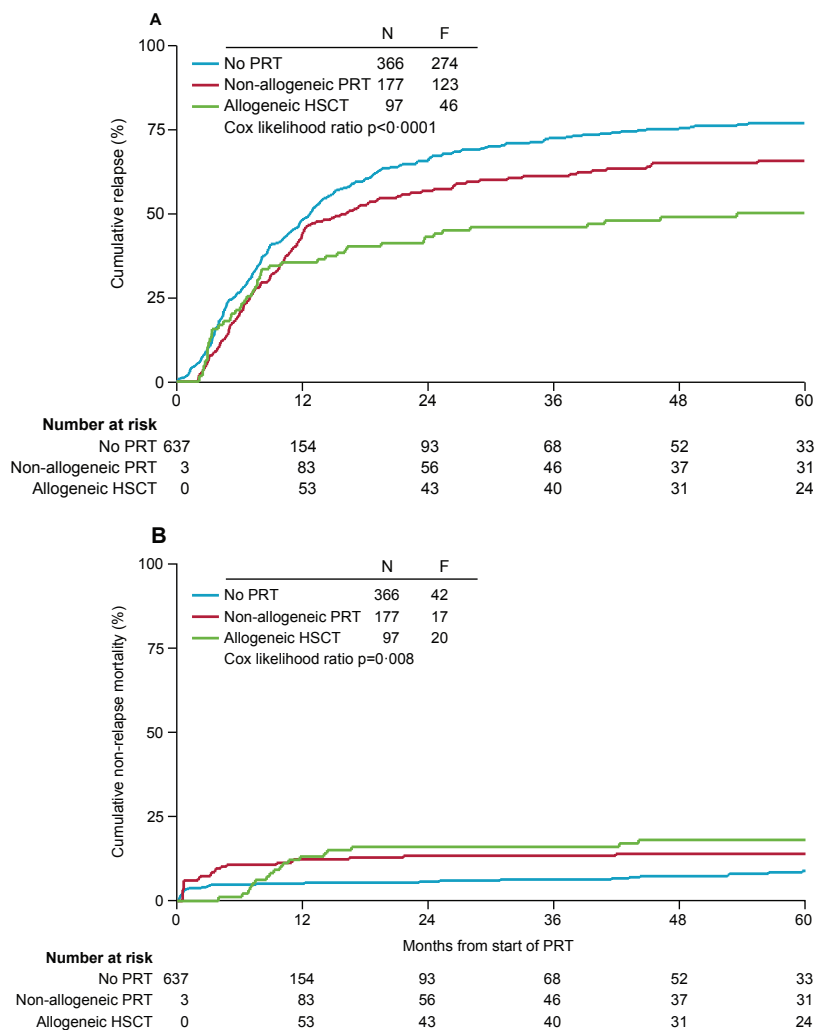 A
N F
No PRT 366 274
Non-allogeneic PRT 177 123
Allogeneic HSCT 97 46
Cox likelihood ratio p<0·0001
Cumulative relapse (%)
100
75
50
25
0
0 12 24 36 48 60
Number at risk
No PRT 637 154 93 68 52 33
Non-allogeneic PRT 3 83 56 46 37 31
Allogeneic HSCT 0 53 43 40 31 24
B
N F
No PRT 366 42
Non-allogeneic PRT 177 17
Allogeneic HSCT 97 20
Cox likelihood ratio p=0·008
Cumulative non-relapse mortality (%)
100
75
50
25
0
0 12 24 36 48 60
Months from start of PRT
Number at risk
No PRT 637 154 93 68 52 33
Non-allogeneic PRT 3 83 56 46 37 31
Allogeneic HSCT 0 53 43 40 31 24